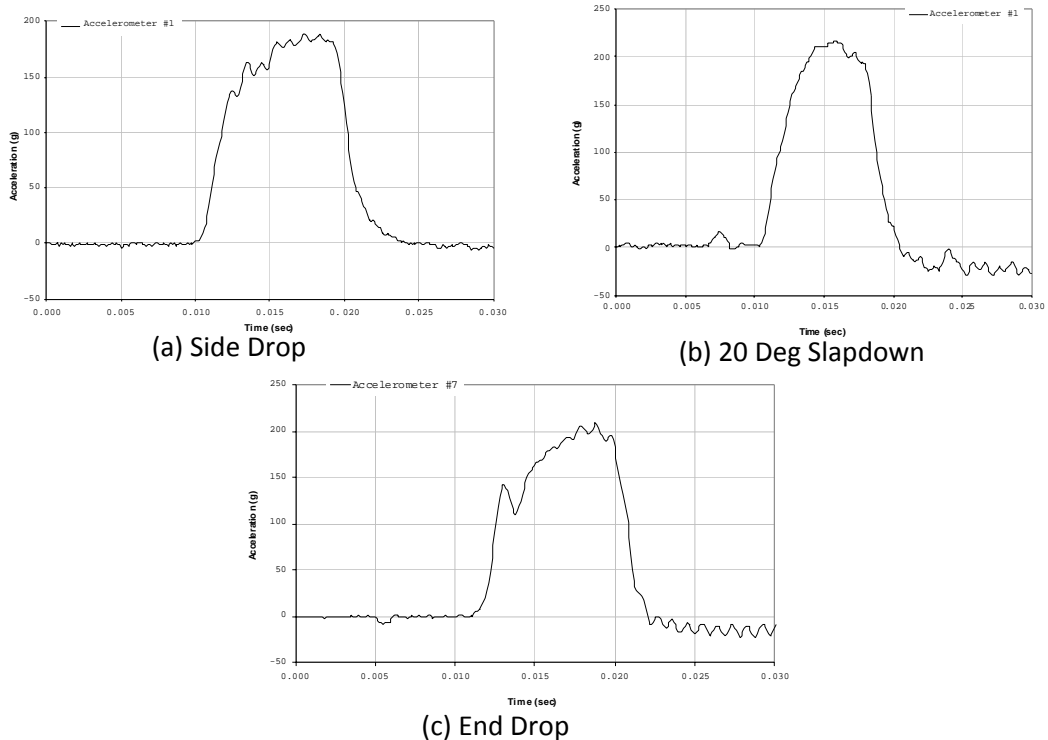 Accelerometer #1
200
150
100
50
0
−50
Acceleration (g)
0.000 0.005 0.010 0.015 0.020 0.025 0.030
Time (sec)
(a) Side Drop
Accelerometer #1
250
200
150
100
50
0
−50
Acceleration (g)
0.000 0.005 0.010 0.015 0.020 0.025 0.030
Time (sec)
(b) 20 Deg Slapdown
Accelerometer #7
250
200
150
100
50
0
−50
Acceleration (g)
0.000 0.005 0.010 0.015 0.020 0.025 0.030
Time (sec)
(c) End Drop